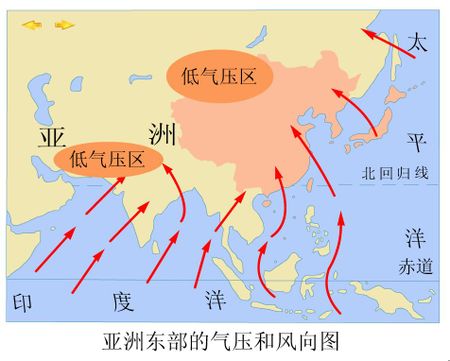 太
低气压区
亚 洲 平
低气压区
北回归线
洋
赤道
印 度 洋
亚洲东部的气压和风向图